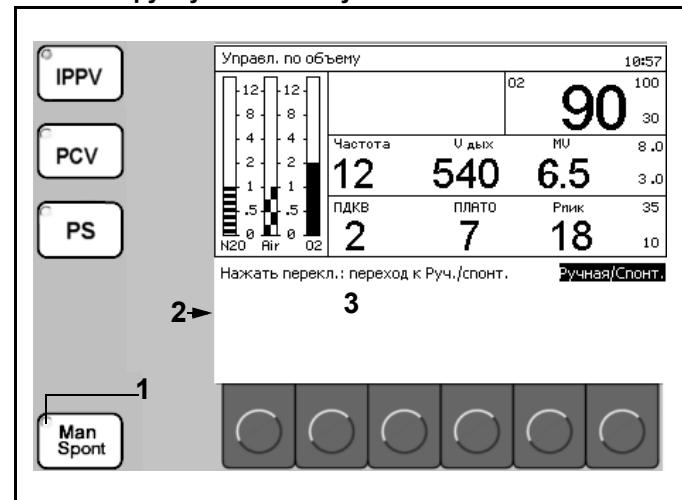 IPPV
PCV
PS
Man
Spont
1
2
3
Управл. по объему 10:57
12 12
8 8
4 4
2 2
1 1
.5 .5
0 0
N2O Air O2
O2 90 100
30
Частота V дых MV 8.0
12 540 6.5 3.0
ПДКВ ПЛАТО Pпик 35
2 7 18 10
Нажать перекл.: переход к Руч./спонт. Ручная/Спонт.